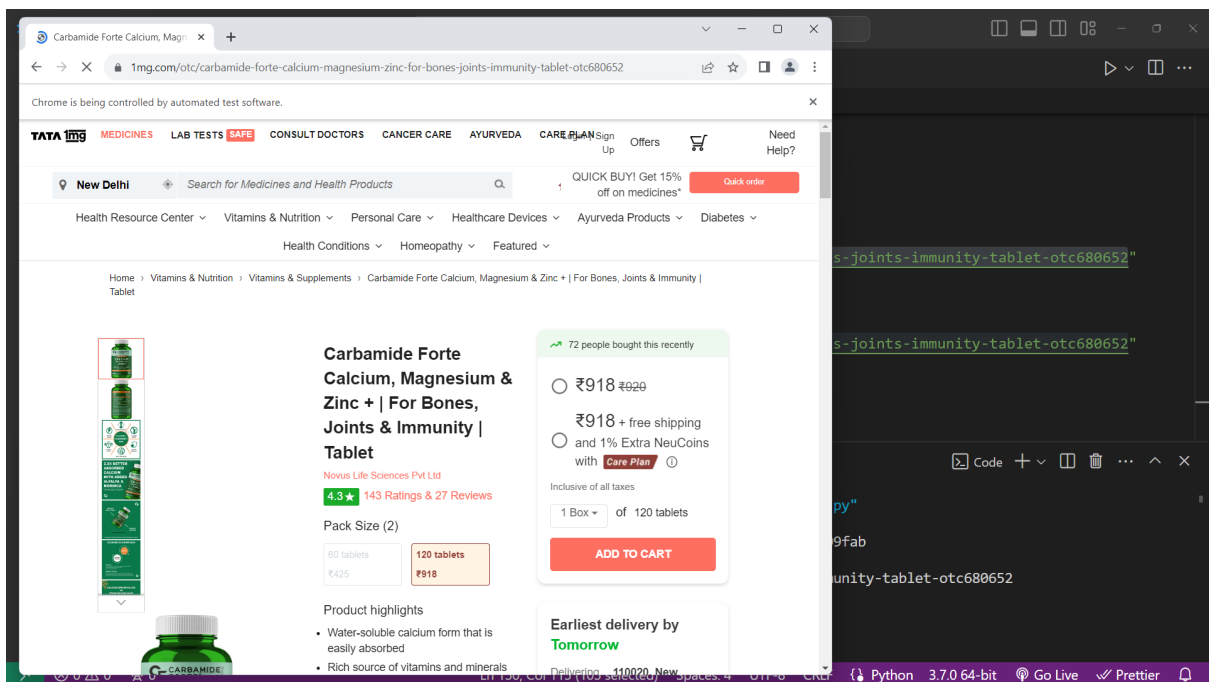 Carbamide Forte Calcium, Magn
1mg.com/otc/carbamide-forte-calcium-magnesium-zinc-for-bones-joints-immunity-tablet-otc680652
Chrome is being controlled by automated test software.
TATA 1mg MEDICINES LAB TESTS SAFE CONSULT DOCTORS CANCER CARE AYURVEDA CARE PLAN Sign Up Offers Need Help?
New Delhi Search for Medicines and Health Products QUICK BUY! Get 15% off on medicines* Quick order
Health Resource Center Vitamins & Nutrition Personal Care Healthcare Devices Ayurveda Products Diabetes
Health Conditions Homeopathy Featured
Home › Vitamins & Nutrition › Vitamins & Supplements › Carbamide Forte Calcium, Magnesium & Zinc + | For Bones, Joints & Immunity |
Tablet
Carbamide Forte
Calcium, Magnesium &
Zinc + | For Bones,
Joints & Immunity |
Tablet
Novus Life Sciences Pvt Ltd
4.3★ 143 Ratings & 27 Reviews
Pack Size (2)
60 tablets
₹425
120 tablets
₹918
Product highlights
• Water-soluble calcium form that is
easily absorbed
• Rich source of vitamins and minerals
CARBAMIDE
72 people bought this recently
₹918 ₹920
₹918 + free shipping
and 1% Extra NeuCoins
with Care Plan
Inclusive of all taxes
1 Box of 120 tablets
ADD TO CART
Earliest delivery by
Tomorrow
Delivering 110020, New
s-joints-immunity-tablet-otc680652"
s-joints-immunity-tablet-otc680652"
Code
py"
9fab
unity-tablet-otc680652
Python 3.7.0 64-bit Go Live Prettier